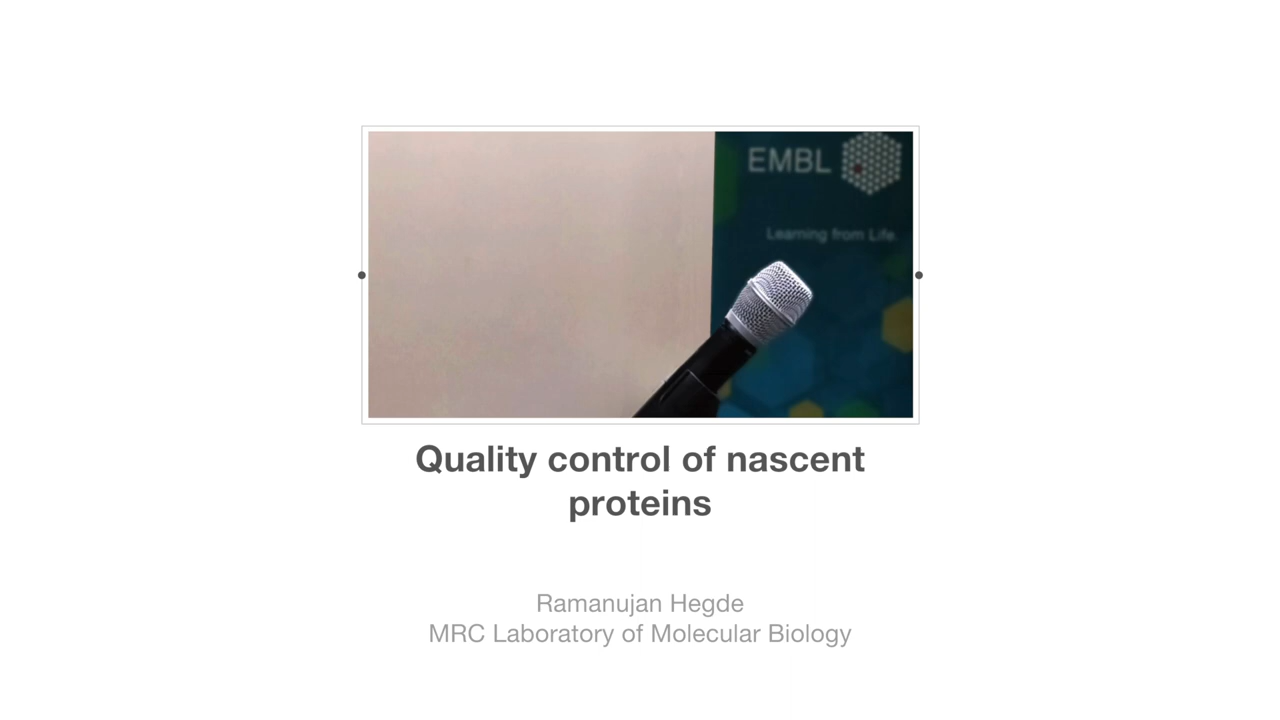 EMBL
Learning from Life.
Quality control of nascent
proteins
Ramanujan Hegde
MRC Laboratory of Molecular Biology